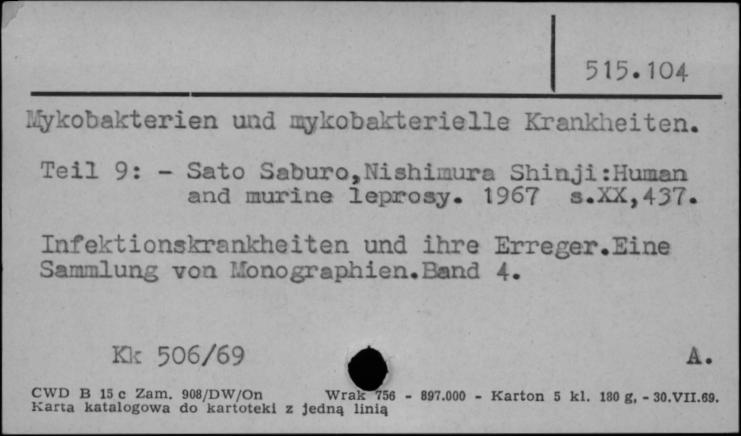 515.104
Mykobakterien und mykobakterielle Krankheiten.
Teil 9: - Sato Saburo,Nishimura Shinji:Human
and murine leprosy. 1967 s.XX,437.
Infektionskrankheiten und ihre Erreger.Eine
Sammlung von Monographien.Band 4.
Kk 506/69 A.
CWD B 15 c Zam. 908/DW/On Wrak 756 - 897.000 - Karton 5 kl. 180 g, - 30.VII.69.
Karta katalogowa do kartoteki z jedną linią